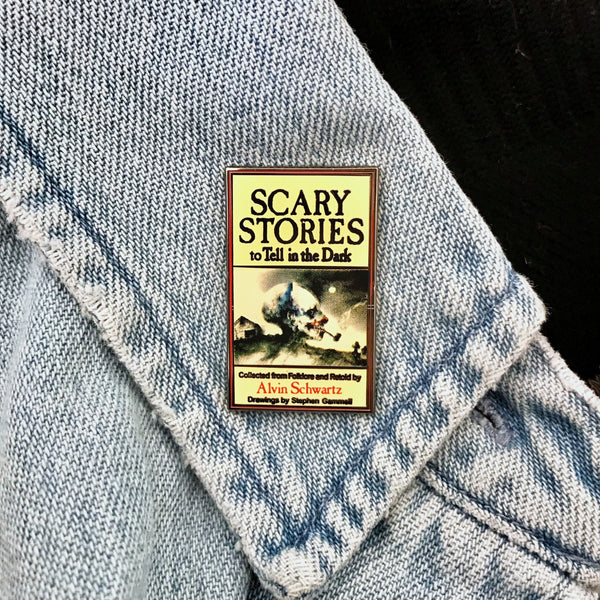 SCARY
STORIES
to Tell in the Dark
Collected from Folklore and Retold by
Alvin Schwartz
Drawings by Stephen Gammell